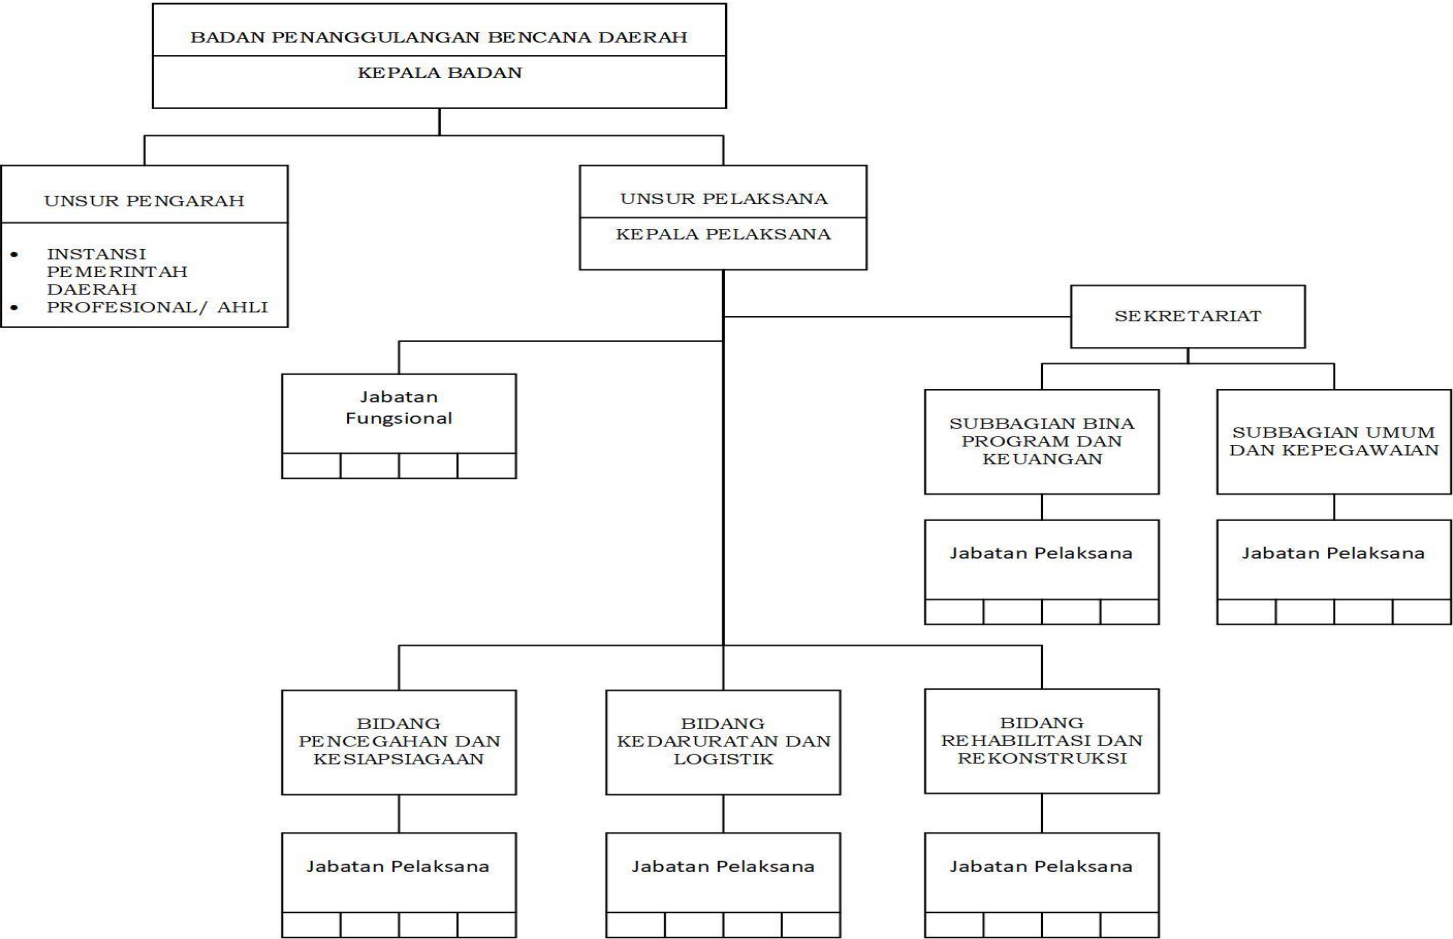 BADAN PENANGGULANGAN BENCANA DAERAH
KEPALA BADAN
UNSUR PENGARAH
• INSTANSI
PEMERINTAH
DAERAH
• PROFESIONAL/ AHLI
UNSUR PELAKSANA
KEPALA PELAKSANA
SEKRETARIAT
Jabatan
Fungsional
SUBBAGIAN BINA
PROGRAM DAN
KEUANGAN
SUBBAGIAN UMUM
DAN KEPEGAWAIAN
Jabatan Pelaksana
Jabatan Pelaksana
BIDANG
PENCEGAHAN DAN
KESIAPSIAGAAN
BIDANG
KEDARURATAN DAN
LOGISTIK
BIDANG
REHABILITASI DAN
REKONSTRUKSI
Jabatan Pelaksana
Jabatan Pelaksana
Jabatan Pelaksana